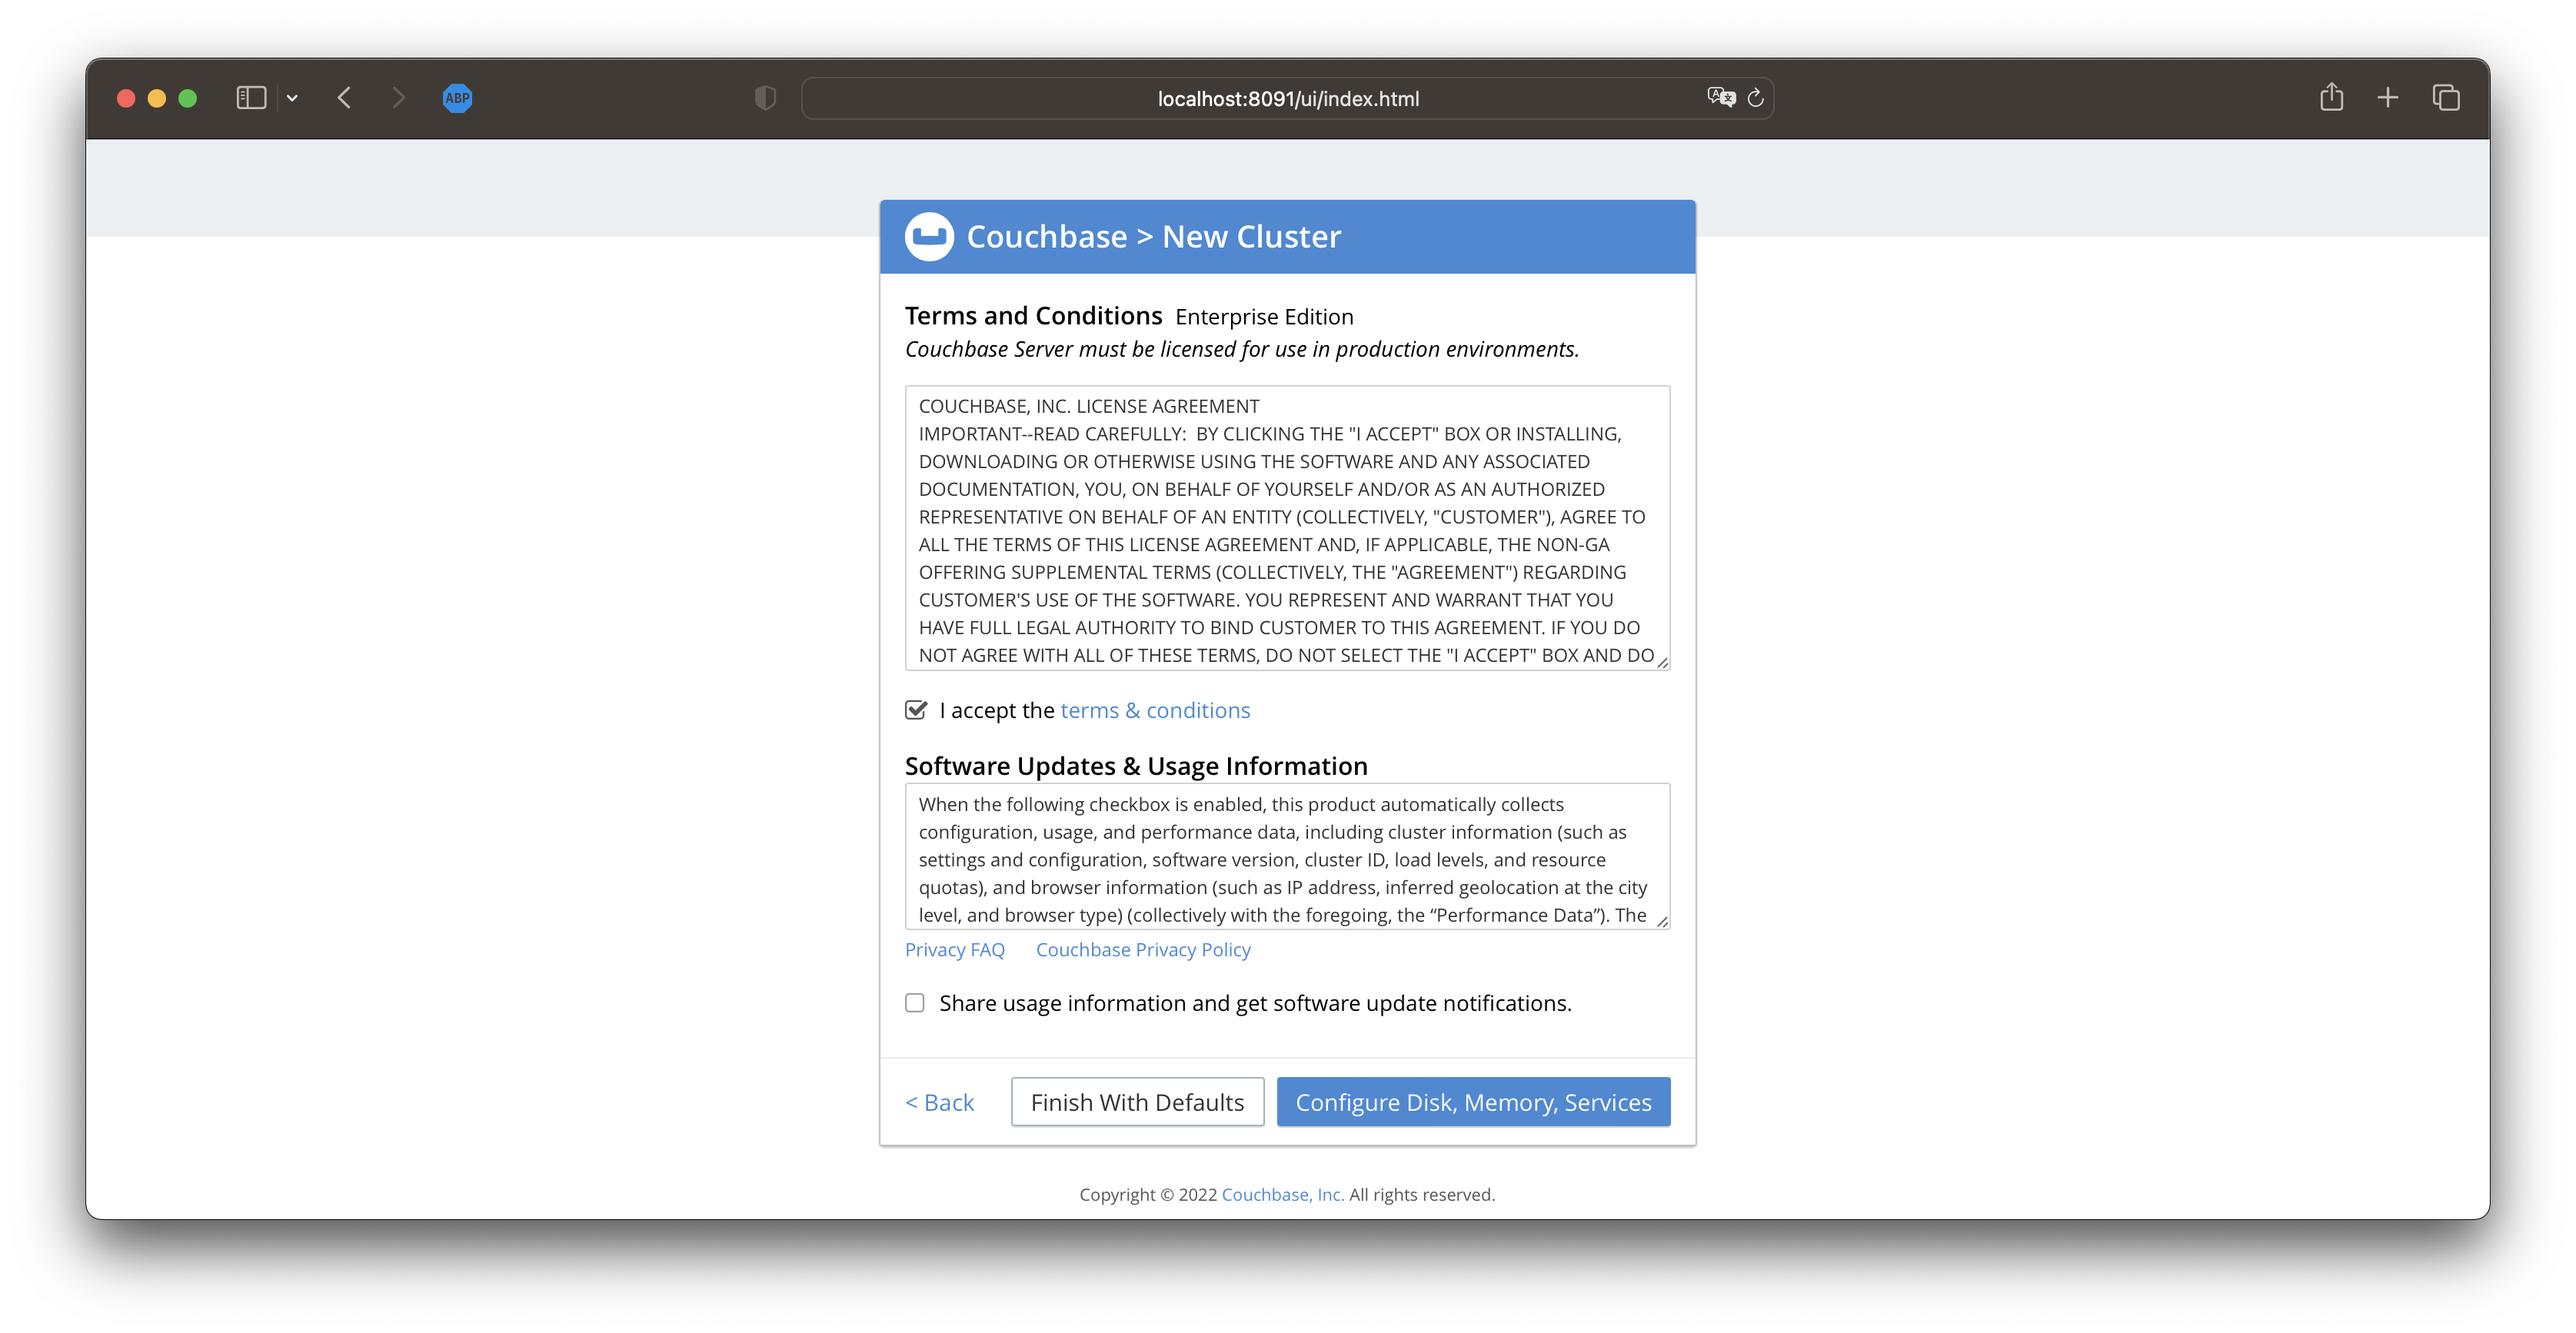 ABP
localhost:8091/ui/index.html
Couchbase > New Cluster
Terms and Conditions Enterprise Edition
Couchbase Server must be licensed for use in production environments.
COUCHBASE, INC. LICENSE AGREEMENT
IMPORTANT--READ CAREFULLY:  BY CLICKING THE "I ACCEPT" BOX OR INSTALLING,
DOWNLOADING OR OTHERWISE USING THE SOFTWARE AND ANY ASSOCIATED
DOCUMENTATION, YOU, ON BEHALF OF YOURSELF AND/OR AS AN AUTHORIZED
REPRESENTATIVE ON BEHALF OF AN ENTITY (COLLECTIVELY, "CUSTOMER"), AGREE TO
ALL THE TERMS OF THIS LICENSE AGREEMENT AND, IF APPLICABLE, THE NON-GA
OFFERING SUPPLEMENTAL TERMS (COLLECTIVELY, THE "AGREEMENT") REGARDING
CUSTOMER'S USE OF THE SOFTWARE. YOU REPRESENT AND WARRANT THAT YOU
HAVE FULL LEGAL AUTHORITY TO BIND CUSTOMER TO THIS AGREEMENT. IF YOU DO
NOT AGREE WITH ALL OF THESE TERMS, DO NOT SELECT THE "I ACCEPT" BOX AND DO
I accept the terms & conditions
Software Updates & Usage Information
When the following checkbox is enabled, this product automatically collects
configuration, usage, and performance data, including cluster information (such as
settings and configuration, software version, cluster ID, load levels, and resource
quotas), and browser information (such as IP address, inferred geolocation at the city
level, and browser type) (collectively with the foregoing, the “Performance Data”). The
Privacy FAQ Couchbase Privacy Policy
Share usage information and get software update notifications.
< Back Finish With Defaults Configure Disk, Memory, Services
Copyright © 2022 Couchbase, Inc. All rights reserved.